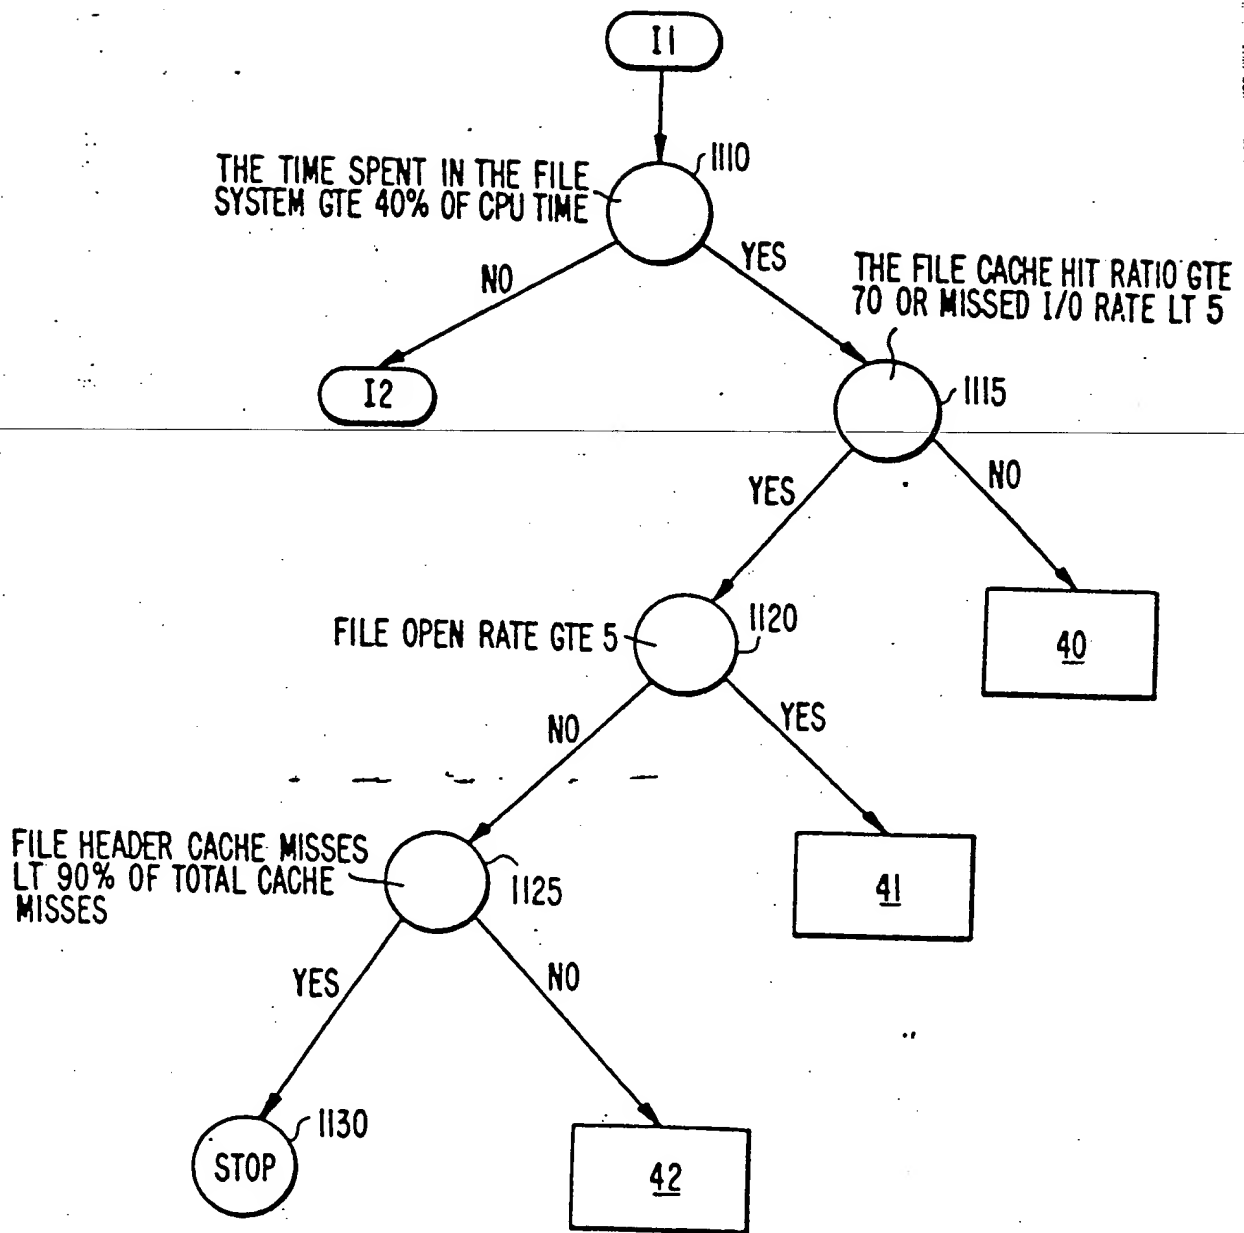 I1
1110
THE TIME SPENT IN THE FILE
SYSTEM GTE 40% OF CPU TIME
NO
YES
THE FILE CACHE HIT RATIO GTE
70 OR MISSED I/O RATE LT 5
I2
1115
YES
NO
FILE OPEN RATE GTE 5
1120
40
NO
YES
FILE HEADER CACHE MISSES
LT 90% OF TOTAL CACHE
MISSES
1125
41
YES
NO
1130
STOP
42